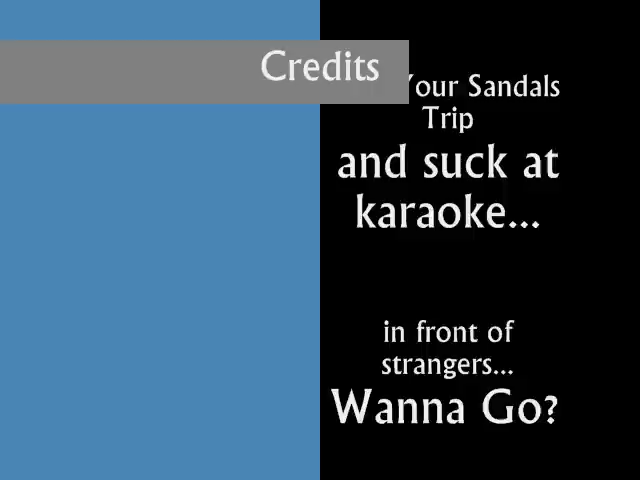 Credits
Your Sandals
Trip
and suck at
karaoke...
in front of
strangers...
Wanna Go?